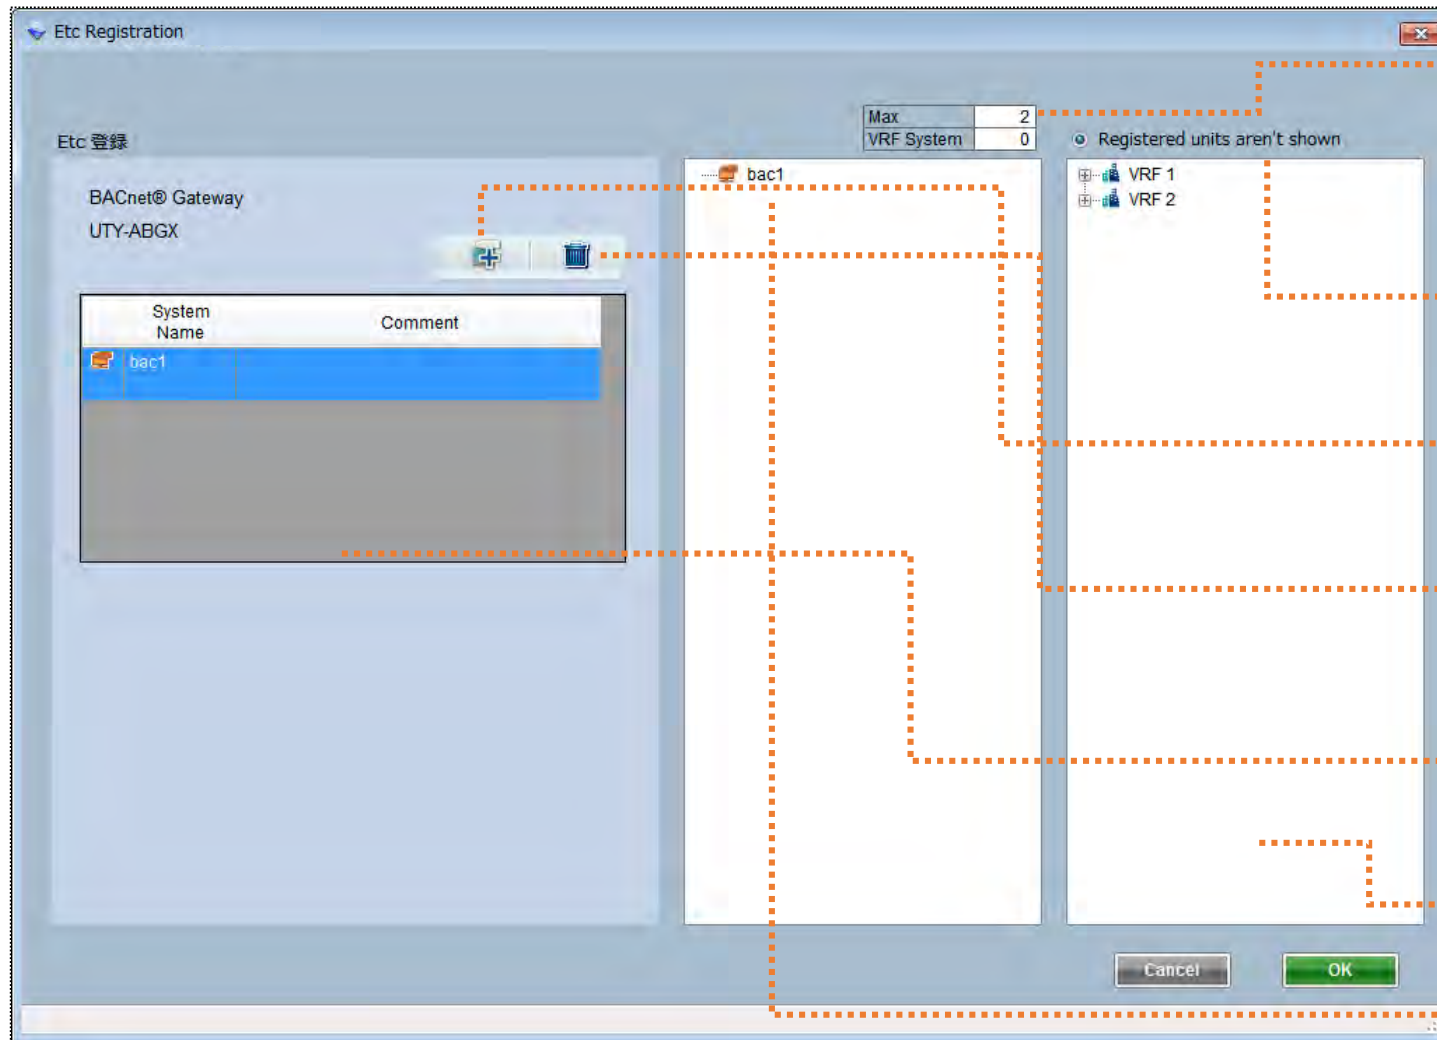 Etc Registration
Max 2
VRF System 0
Etc 登録
Registered units aren't shown
BACnet® Gateway
UTY-ABGX
System
Name
Comment
bac1
bac1
VRF 1
VRF 2
Cancel
OK